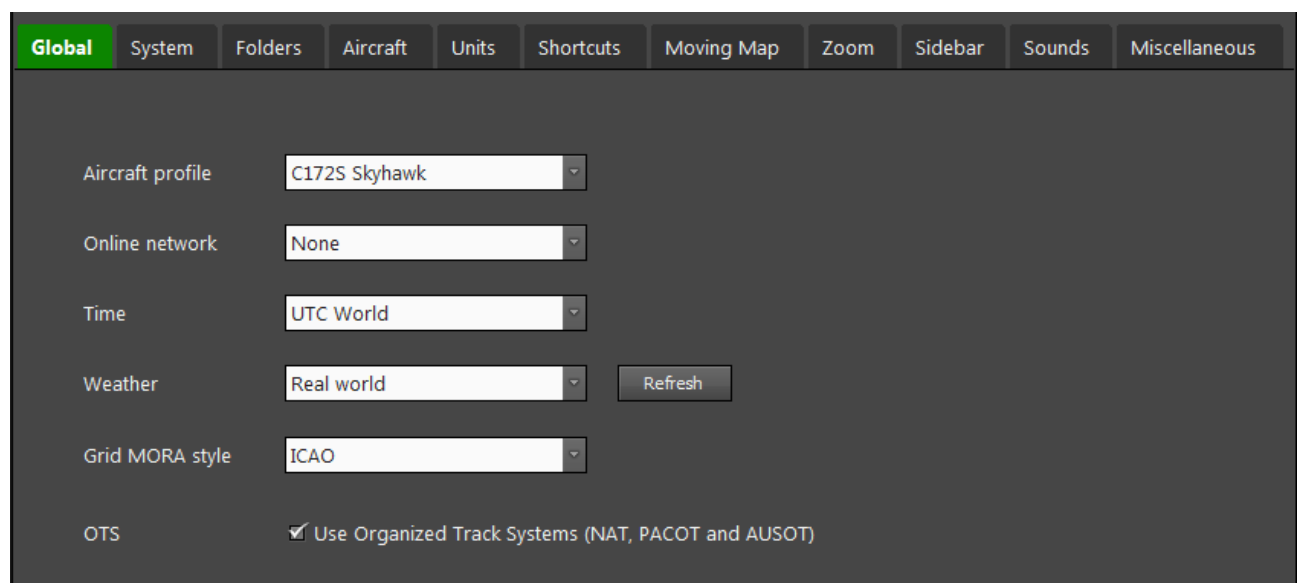 Global System Folders Aircraft Units Shortcuts Moving Map Zoom Sidebar Sounds Miscellaneous
Aircraft profile C172S Skyhawk
Online network None
Time UTC World
Weather Real world Refresh
Grid MORA style ICAO
OTS Use Organized Track Systems (NAT, PACOT and AUSOT)